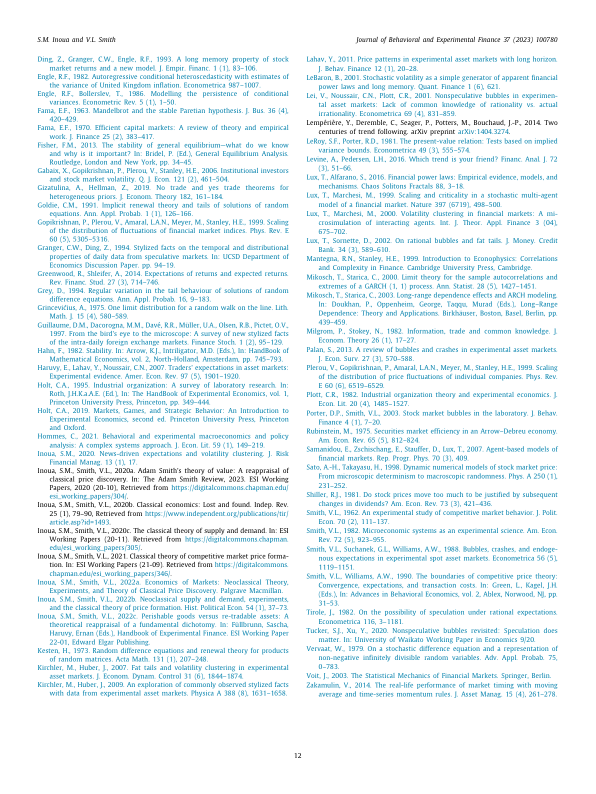 S.M. Inoua and V.L. Smith
Journal of Behavioral and Experimental Finance 37 (2023) 100780
Ding, Z., Granger, C.W., Engle, R.F., 1993. A long memory property of stock
market returns and a new model. J. Empir. Financ. 1 (1), 83–106.
Engle, R.F., 1982. Autoregressive conditional heteroscedasticity with estimates of
the variance of United Kingdom inflation. Econometrica 987–1007.
Engle, R.F., Bollerslev, T., 1986. Modelling the persistence of conditional
variances. Econometric Rev. 5 (1), 1–50.
Fama, E.F., 1963. Mandelbrot and the stable Paretian hypothesis. J. Bus. 36 (4),
420–429.
Fama, E.F., 1970. Efficient capital markets: A review of theory and empirical
work. J. Finance 25 (2), 383–417.
Fisher, F.M., 2013. The stability of general equilibrium—what do we know
and why is it important? In: Bridel, P. (Ed.), General Equilibrium Analysis.
Routledge, London and New York, pp. 34–45.
Gabaix, X., Gopikrishnan, P., Plerou, V., Stanley, H.E., 2006. Institutional investors
and stock market volatility. Q. J. Econ. 121 (2), 461–504.
Gizatulina, A., Hellman, Z., 2019. No trade and yes trade theorems for
heterogeneous priors. J. Econom. Theory 182, 161–184.
Goldie, C.M., 1991. Implicit renewal theory and tails of solutions of random
equations. Ann. Appl. Probab. 1 (1), 126–166.
Gopikrishnan, P., Plerou, V., Amaral, L.A.N., Meyer, M., Stanley, H.E., 1999. Scaling
of the distribution of fluctuations of financial market indices. Phys. Rev. E
60 (5), 5305–5316.
Granger, C.W., Ding, Z., 1994. Stylized facts on the temporal and distributional
properties of daily data from speculative markets. In: UCSD Department of
Economics Discussion Paper. pp. 94–19.
Greenwood, R., Shleifer, A., 2014. Expectations of returns and expected returns.
Rev. Financ. Stud. 27 (3), 714–746.
Grey, D., 1994. Regular variation in the tail behaviour of solutions of random
difference equations. Ann. Appl. Probab. 16, 9–183.
Grincevičius, A., 1975. One limit distribution for a random walk on the line. Lith.
Math. J. 15 (4), 580–589.
Guillaume, D.M., Dacorogna, M.M., Davé, R.R., Muller, U.A., Olsen, R.B., Pictet, O.V.,
1997. From the bird's eye to the microscope: A survey of new stylized facts
of the intra-daily foreign exchange markets. Finance Stoch. 1 (2), 95–129.
Hahn, F., 1982. Stability. In: Arrow, K.J., Intriligator, M.D. (Eds.), In: HandBook of
Mathematical Economics, vol. 2, North-Holland, Amsterdam, pp. 745–793.
Haruvy, E., Lahav, Y., Noussair, C.N., 2007. Traders' expectations in asset markets:
Experimental evidence. Amer. Econ. Rev. 97 (5), 1901–1920.
Holt, C.A., 1995. Industrial organization: A survey of laboratory research. In:
Roth, J.H.K.a.A.E. (Ed.), In: The HandBook of Experimental Economics, vol. 1,
Princeton University Press, Princeton, pp. 349–444.
Holt, C.A., 2019. Markets, Games, and Strategic Behavior: An Introduction to
Experimental Economics, second ed. Princeton University Press, Princeton
and Oxford.
Hommes, C., 2021. Behavioral and experimental macroeconomics and policy
analysis: A complex systems approach. J. Econ. Lit. 59 (1), 149–219.
Inoua, S.M., 2020. News-driven expectations and volatility clustering. J. Risk
Financial Manag. 13 (1), 17.
Inoua, S.M., Smith, V.L., 2020a. Adam Smith's theory of value: A reappraisal of
classical price discovery. In: The Adam Smith Review, 2023. ESI Working
Papers, 2020 (20–10), Retrieved from https://digitalcommons.chapman.edu/
esi_working_papers/304/.
Inoua, S.M., Smith, V.L., 2020b. Classical economics: Lost and found. Indep. Rev.
25 (1), 79–90, Retrieved from https://www.independent.org/publications/tir/
article.asp?id=1493.
Inoua, S.M., Smith, V.L., 2020c. The classical theory of supply and demand. In: ESI
Working Papers (20-11). Retrieved from https://digitalcommons.chapman.
edu/esi_working_papers/305/.
Inoua, S.M., Smith, V.L., 2021. Classical theory of competitive market price forma-
tion. In: ESI Working Papers (21-09). Retrieved from https://digitalcommons.
chapman.edu/esi_working_papers/346/.
Inoua, S.M., Smith, V.L., 2022a. Economics of Markets: Neoclassical Theory,
Experiments, and Theory of Classical Price Discovery. Palgrave Macmillan.
Inoua, S.M., Smith, V.L., 2022b. Neoclassical supply and demand, experiments,
and the classical theory of price formation. Hist. Political Econ. 54 (1), 37–73.
Inoua, S.M., Smith, V.L., 2022c. Perishable goods versus re-tradable assets: A
theoretical reappraisal of a fundamental dichotomy. In: Füllbrunn, Sascha,
Haruvy, Ernan (Eds.), Handbook of Experimental Finance. ESI Working Paper
22-01, Edward Elgar Publishing.
Kesten, H., 1973. Random difference equations and renewal theory for products
of random matrices. Acta Math. 131 (1), 207–248.
Kirchler, M., Huber, J., 2007. Fat tails and volatility clustering in experimental
asset markets. J. Econom. Dynam. Control 31 (6), 1844–1874.
Kirchler, M., Huber, J., 2009. An exploration of commonly observed stylized facts
with data from experimental asset markets. Physica A 388 (8), 1631–1658.
Lahav, Y., 2011. Price patterns in experimental asset markets with long horizon.
J. Behav. Finance 12 (1), 20–28.
LeBaron, B., 2001. Stochastic volatility as a simple generator of apparent financial
power laws and long memory. Quant. Finance 1 (6), 621.
Lei, V., Noussair, C.N., Plott, C.R., 2001. Nonspeculative bubbles in experimen-
tal asset markets: Lack of common knowledge of rationality vs. actual
irrationality. Econometrica 69 (4), 831–859.
Lempérière, Y., Deremble, C., Seager, P., Potters, M., Bouchaud, J.-P., 2014. Two
centuries of trend following. arXiv preprint arXiv:1404.3274.
LeRoy, S.F., Porter, R.D., 1981. The present-value relation: Tests based on implied
variance bounds. Econometrica 49 (3), 555–574.
Levine, A., Pedersen, L.H., 2016. Which trend is your friend? Financ. Anal. J. 72
(3), 51–66.
Lux, T., Alfarano, S., 2016. Financial power laws: Empirical evidence, models, and
mechanisms. Chaos Solitons Fractals 88, 3–18.
Lux, T., Marchesi, M., 1999. Scaling and criticality in a stochastic multi-agent
model of a financial market. Nature 397 (6719), 498–500.
Lux, T., Marchesi, M., 2000. Volatility clustering in financial markets: A mi-
crosimulation of interacting agents. Int. J. Theor. Appl. Finance 3 (04),
675–702.
Lux, T., Sornette, D., 2002. On rational bubbles and fat tails. J. Money. Credit
Bank. 34 (3), 589–610.
Mantegna, R.N., Stanley, H.E., 1999. Introduction to Econophysics: Correlations
and Complexity in Finance. Cambridge University Press, Cambridge.
Mikosch, T., Starica, C., 2000. Limit theory for the sample autocorrelations and
extremes of a GARCH (1, 1) process. Ann. Statist. 28 (5), 1427–1451.
Mikosch, T., Starica, C., 2003. Long-range dependence effects and ARCH modeling.
In: Doukhan, P., Oppenheim, George, Taqqu, Murad (Eds.), Long–Range
Dependence: Theory and Applications. Birkhäuser, Boston, Basel, Berlin, pp.
439–459.
Milgrom, P., Stokey, N., 1982. Information, trade and common knowledge. J.
Econom. Theory 26 (1), 17–27.
Palan, S., 2013. A review of bubbles and crashes in experimental asset markets.
J. Econ. Surv. 27 (3), 570–588.
Plerou, V., Gopikrishnan, P., Amaral, L.A.N., Meyer, M., Stanley, H.E., 1999. Scaling
of the distribution of price fluctuations of individual companies. Phys. Rev.
E 60 (6), 6519–6529.
Plott, C.R., 1982. Industrial organization theory and experimental economics. J.
Econ. Lit. 20 (4), 1485–1527.
Porter, D.P., Smith, V.L., 2003. Stock market bubbles in the laboratory. J. Behav.
Finance 4 (1), 7–20.
Rubinstein, M., 1975. Securities market efficiency in an Arrow–Debreu economy.
Am. Econ. Rev. 65 (5), 812–824.
Samanidou, E., Zschischang, E., Stauffer, D., Lux, T., 2007. Agent-based models of
financial markets. Rep. Progr. Phys. 70 (3), 409.
Sato, A.-H., Takayasu, H., 1998. Dynamic numerical models of stock market price:
From microscopic determinism to macroscopic randomness. Phys. A 250 (1),
231–252.
Shiller, R.J., 1981. Do stock prices move too much to be justified by subsequent
changes in dividends? Am. Econ. Rev. 73 (3), 421–436.
Smith, V.L., 1962. An experimental study of competitive market behavior. J. Polit.
Econ. 70 (2), 111–137.
Smith, V.L., 1982. Microeconomic systems as an experimental science. Am. Econ.
Rev. 72 (5), 923–955.
Smith, V.L., Suchanek, G.L., Williams, A.W., 1988. Bubbles, crashes, and endoge-
nous expectations in experimental spot asset markets. Econometrica 56 (5),
1119–1151.
Smith, V.L., Williams, A.W., 1990. The boundaries of competitive price theory:
Convergence, expectations, and transaction costs. In: Green, L., Kagel, J.H.
(Eds.), In: Advances in Behavioral Economics, vol. 2, Ablex, Norwood, NJ, pp.
31–53.
Tirole, J., 1982. On the possibility of speculation under rational expectations.
Econometrica 116, 3–1181.
Tucker, S.J., Xu, Y., 2020. Nonspeculative bubbles revisited: Speculation does
matter. In: University of Waikato Working Paper in Economics 9/20.
Vervaat, W., 1979. On a stochastic difference equation and a representation of
non-negative infinitely divisible random variables. Adv. Appl. Probab. 75,
0–783.
Voit, J., 2003. The Statistical Mechanics of Financial Markets. Springer, Berlin.
Zakamulin, V., 2014. The real-life performance of market timing with moving
average and time-series momentum rules. J. Asset Manag. 15 (4), 261–278.
12